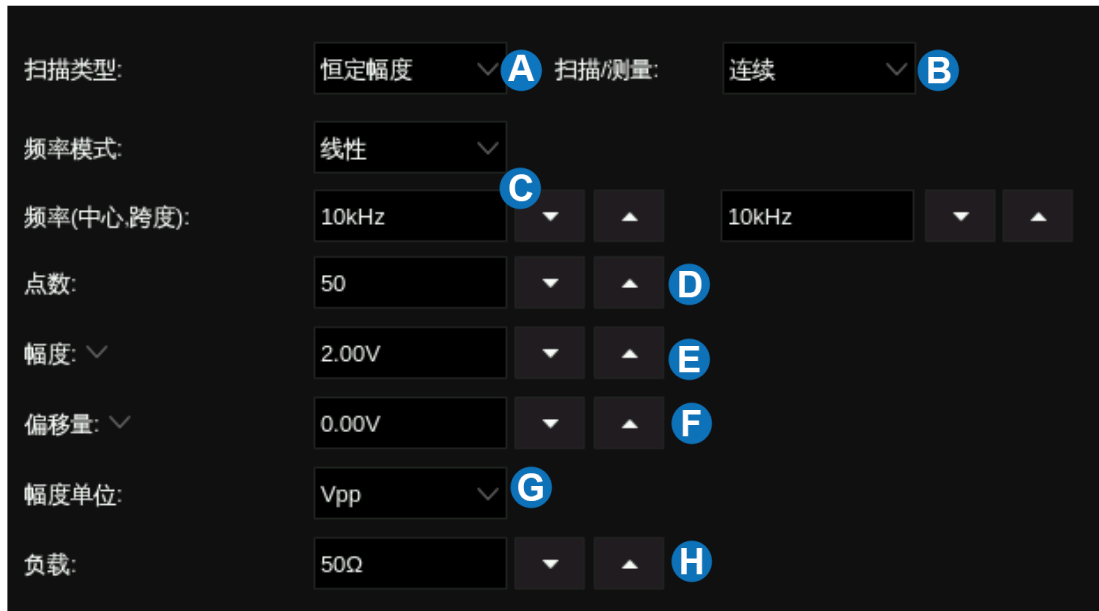 扫描类型: 恒定幅度 A 扫描/测量: 连续 B
频率模式: 线性
C
频率(中心,跨度): 10kHz 10kHz
点数: 50 D
幅度: 2.00V E
偏移量: 0.00V F
幅度单位: Vpp G
负载: 50Ω H